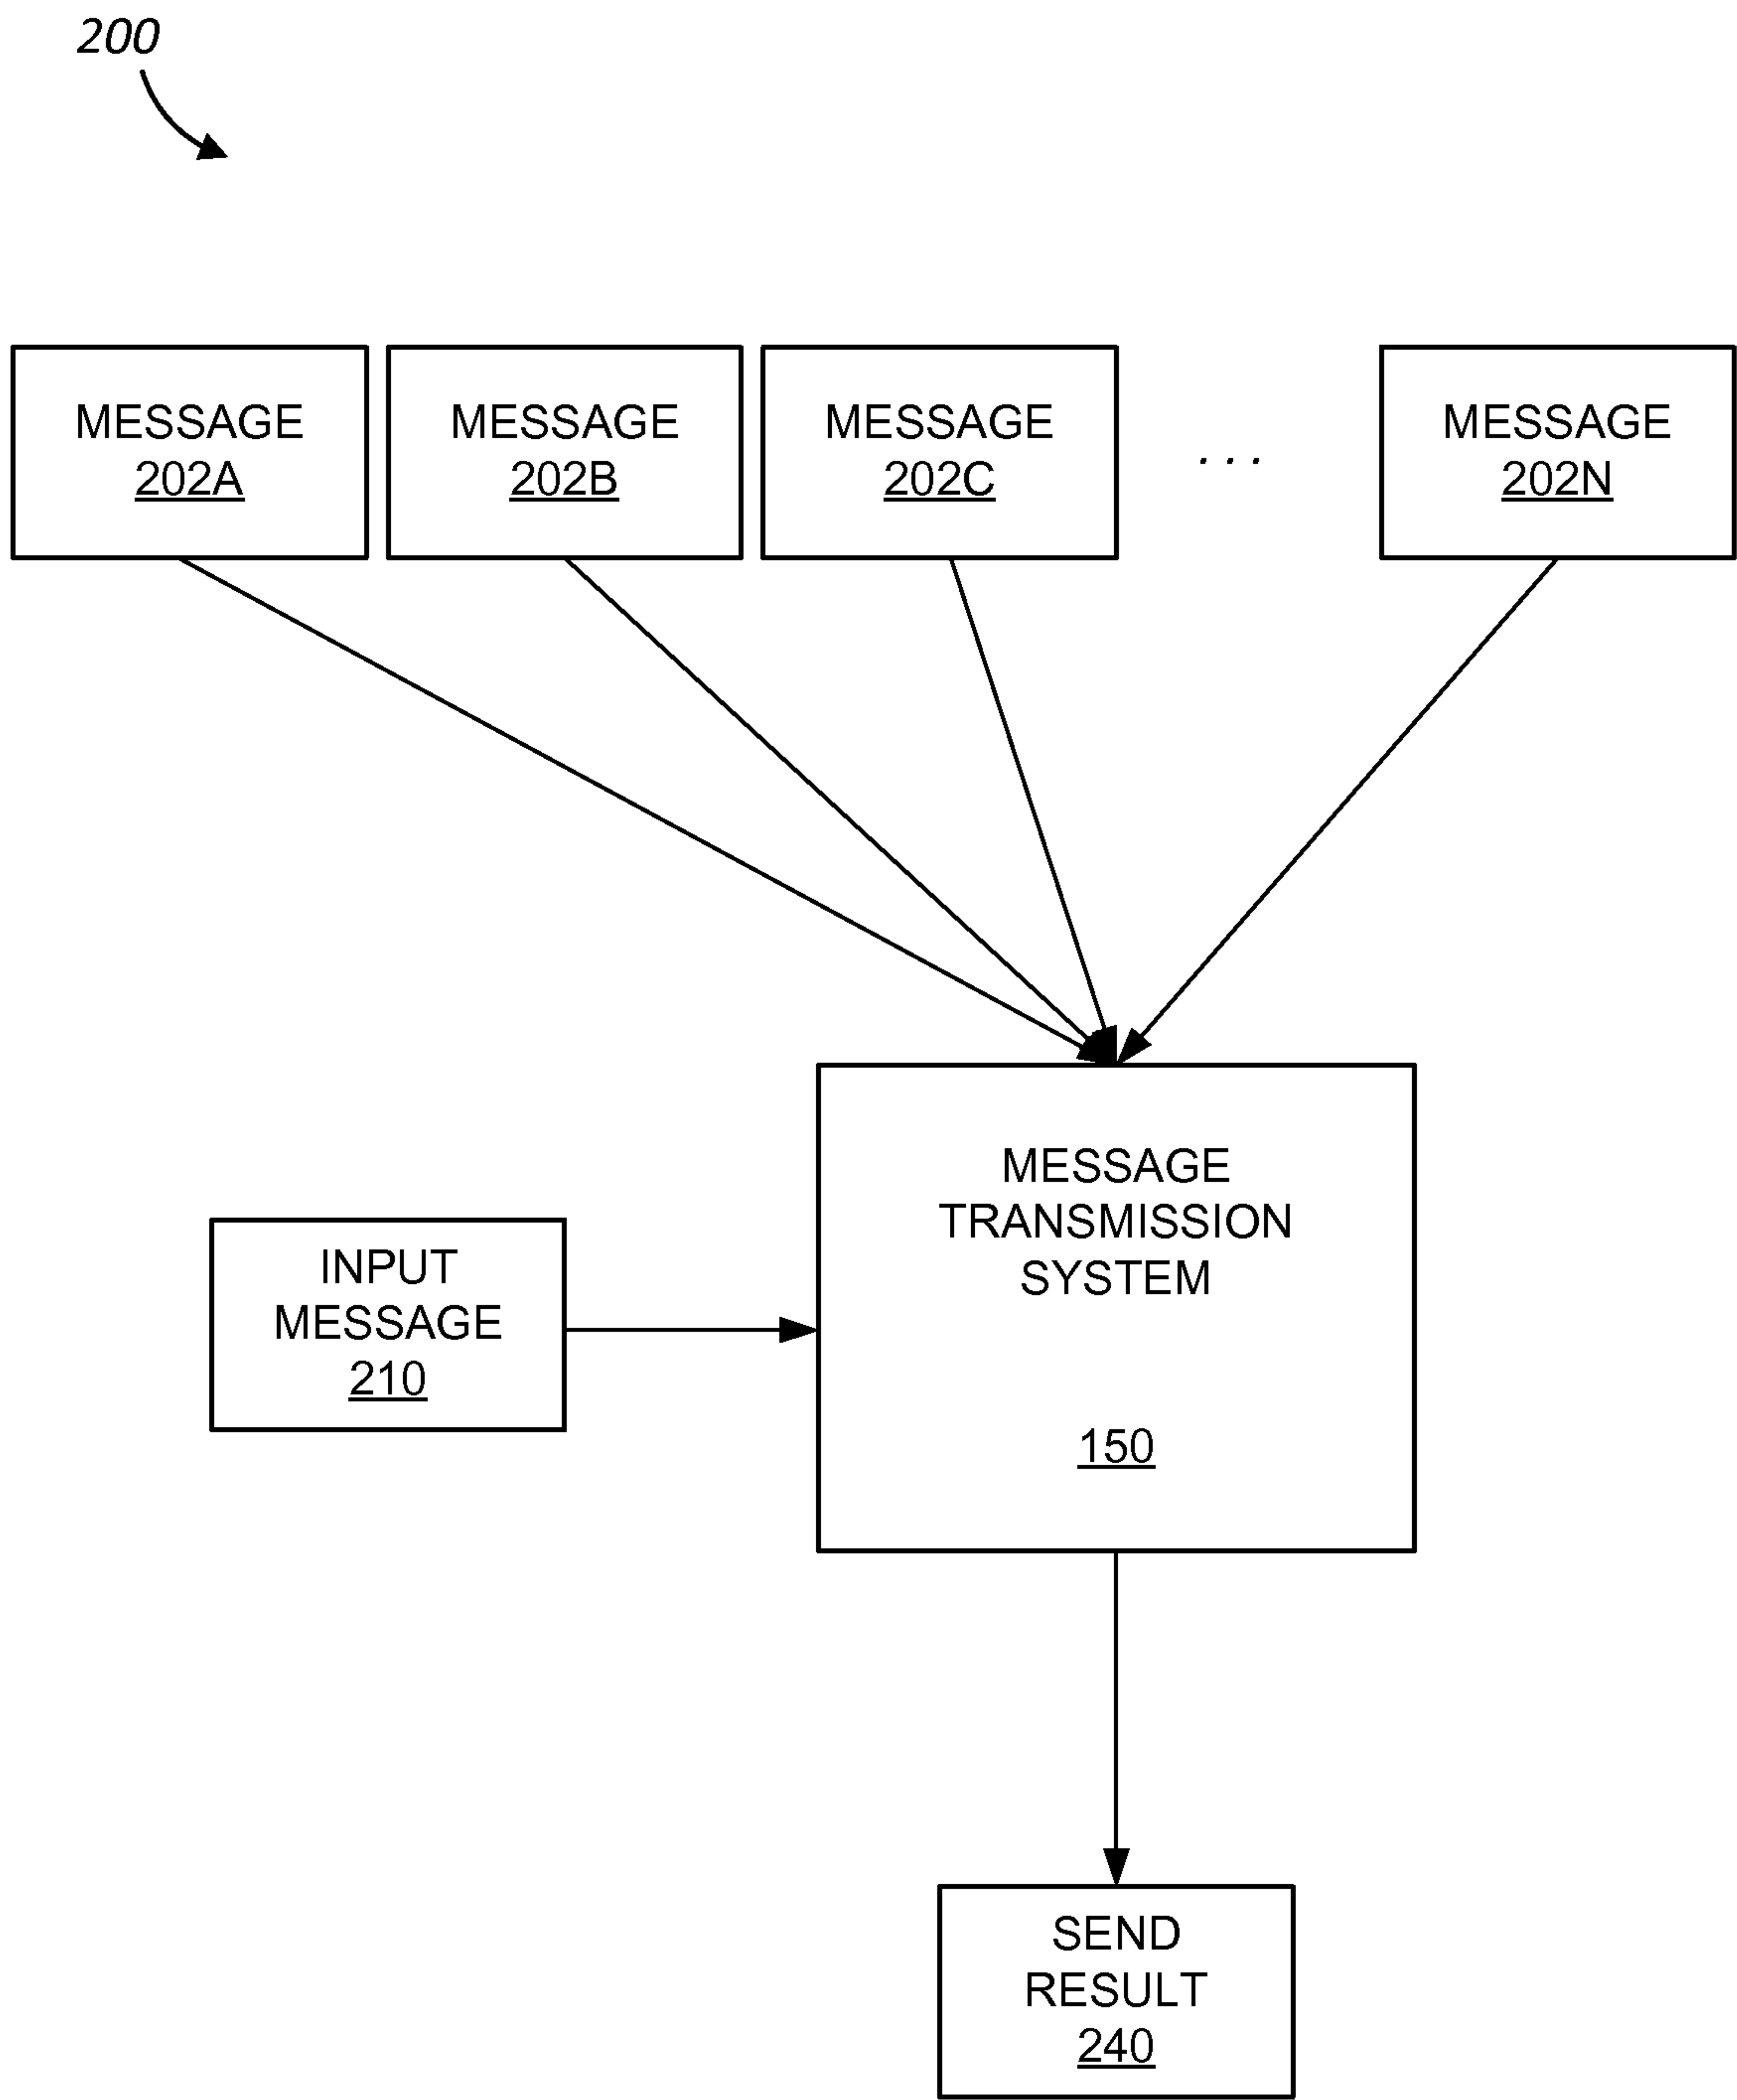 200
MESSAGE
202A
MESSAGE
202B
MESSAGE
202C
. . .
MESSAGE
202N
INPUT
MESSAGE
210
MESSAGE
TRANSMISSION
SYSTEM
150
SEND
RESULT
240